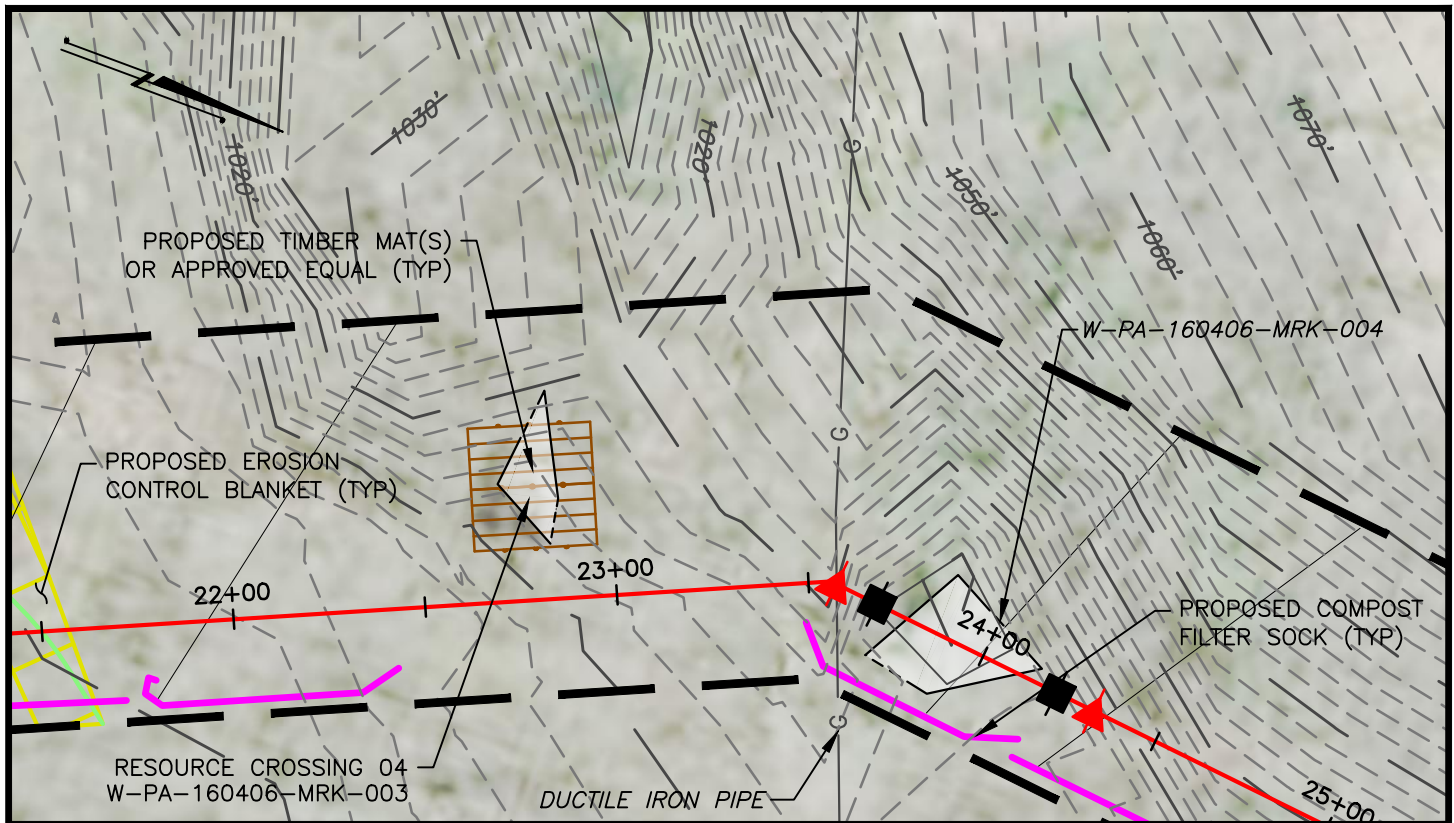 1030'
1020'
1020'
1070'
1050'
1060'
PROPOSED TIMBER MAT(S)
OR APPROVED EQUAL (TYP)
W-PA-160406-MRK-004
PROPOSED EROSION
CONTROL BLANKET (TYP)
G
G
G
22+00
23+00
24+00
25+00
PROPOSED COMPOST
FILTER SOCK (TYP)
RESOURCE CROSSING 04
W-PA-160406-MRK-003
DUCTILE IRON PIPE